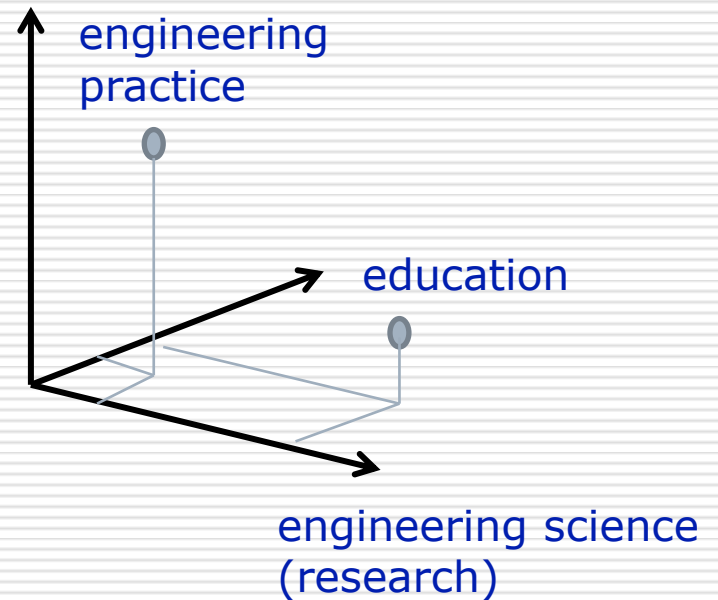 engineering
practice
education
engineering science
(research)